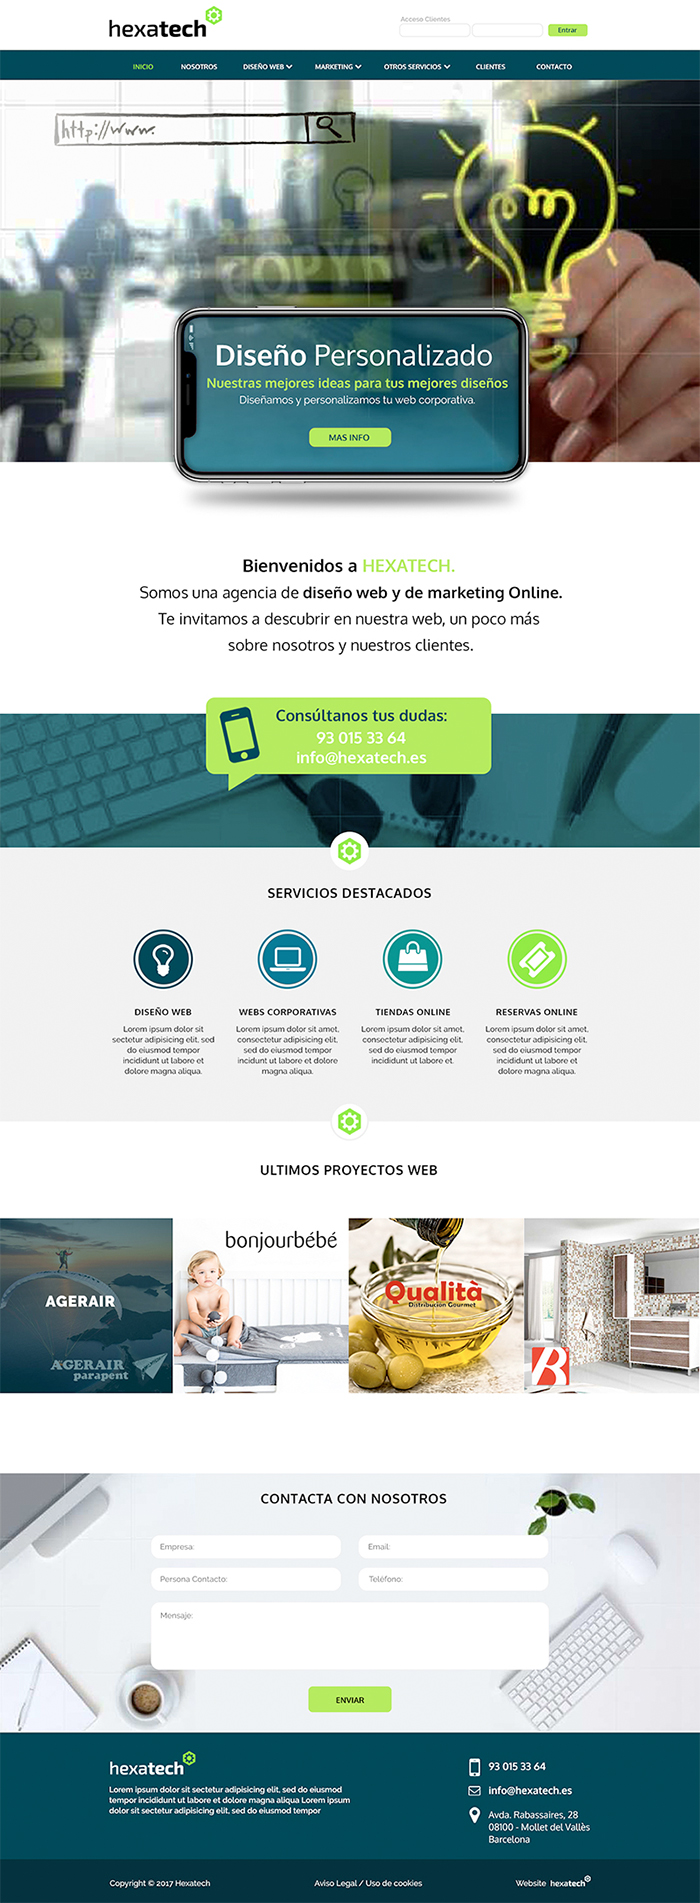 hexatech
Acceso Clientes
Entrar
INICIO NOSOTROS DISEÑO WEB MARKETING OTROS SERVICIOS CLIENTES CONTACTO
http://www.
COPYRIGH
Diseño Personalizado
Nuestras mejores ideas para tus mejores diseños
Diseñamos y personalizamos tu web corporativa.
MAS INFO
Bienvenidos a HEXATECH.
Somos una agencia de diseño web y de marketing Online.
Te invitamos a descubrir en nuestra web, un poco más
sobre nosotros y nuestros clientes.
Consúltanos tus dudas:
93 015 33 64
info@hexatech.es
SERVICIOS DESTACADOS
DISEÑO WEB
Lorem ipsum dolor sit
sectetur adipisicing elit, sed
do eiusmod tempor
incididunt ut labore et
dolore magna aliqua.
WEBS CORPORATIVAS
Lorem ipsum dolor sit amet,
consectetur adipisicing elit,
sed do eiusmod tempor
incididunt ut labore et dolore
magna aliqua.
TIENDAS ONLINE
Lorem ipsum dolor sit amet,
consectetur adipisicing elit,
sed do eiusmod tempor
incididunt ut labore et.
RESERVAS ONLINE
Lorem ipsum dolor sit amet,
consectetur adipisicing elit,
sed do eiusmod tempor
incididunt ut labore et
dolore magna aliqua.
ULTIMOS PROYECTOS WEB
AGERAIR
AGERAIR
parapent
bonjourbébé
Qualità
Distribución Gourmet
R
CONTACTA CON NOSOTROS
Empresa:
Email:
Persona Contacto:
Teléfono:
Mensaje:
ENVIAR
hexatech
Lorem ipsum dolor sit sectetur adipisicing elit, sed do eiusmod
tempor incididunt ut labore et dolore magna aliqua Lorem ipsum
dolor sit sectetur adipisicing elit, sed do eiusmod tempor
93 015 33 64
info@hexatech.es
Avda. Rabassaires, 28
08100 - Mollet del Vallès
Barcelona
Copyright © 2017 Hexatech
Aviso Legal / Uso de cookies
Website hexatech